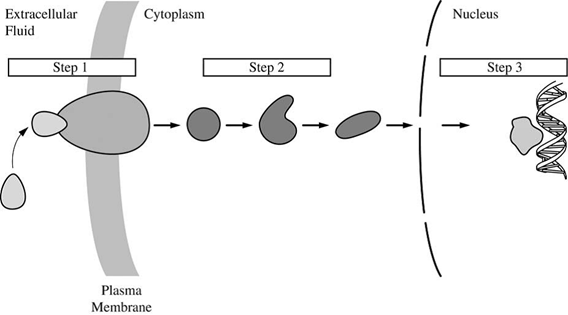 Extracellular
Fluid
Cytoplasm
Nucleus
Step 1
Step 2
Step 3
Plasma
Membrane